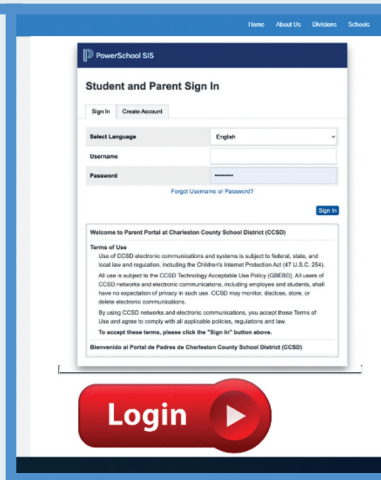 Home About Us Divisions Schools
PowerSchool SIS
Student and Parent Sign In
Sign In Create Account
Select Language English
Username
Password ••••••••
Forgot Username or Password?
Sign In
Welcome to Parent Portal at Charleston County School District (CCSD)
Terms of Use
Use of CCSD electronic communications and systems is subject to federal, state, and
local law and regulation, including the Children's Internet Protection Act (47 U.S.C. 254).
All use is subject to the CCSD Technology Acceptable Use Policy (GBEBD). All users of
CCSD networks and electronic communications, including employees and students, shall
have no expectation of privacy in such use. CCSD may monitor, disclose, store, or
delete electronic communications.
By using CCSD networks and electronic communications, you accept these Terms of
Use and agree to comply with all applicable policies, regulations and law.
To accept these terms, please click the "Sign In" button above.
Bienvenido al Portal de Padres de Charleston County School District (CCSD)
Login